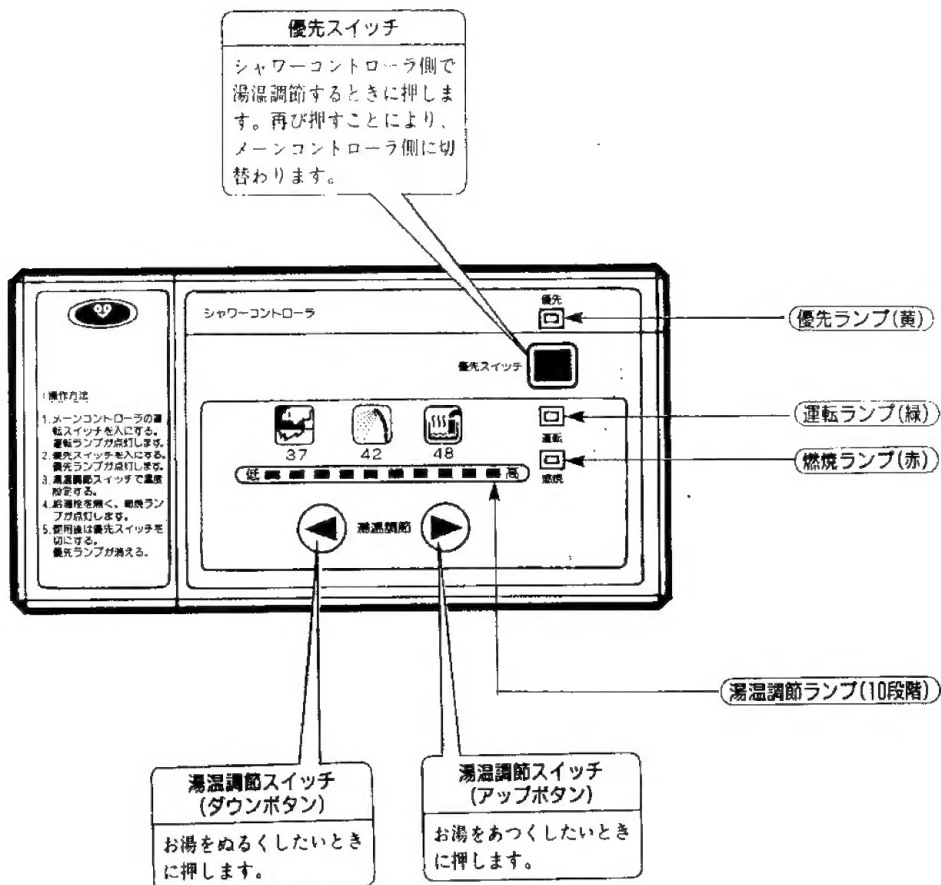 優先スイッチ
シャワーコントローラ側で
湯温調節するときに押しま
す。再び押すことにより、
メーンコントローラ側に切
替わります。
優先
シャワーコントローラ
優先ランプ(黄)
優先スイッチ
操作方法
1.メーンコントローラの運
転スイッチを入にする。
運転ランプが点灯します。
2.優先スイッチを入にする。
優先ランプが点灯します。
3.湯温調節スイッチで温度
設定する。
4.給湯栓を開く、燃焼ラン
プが点灯します。
5.使用後は優先スイッチを
切にする。
優先ランプが消える。
運転ランプ(緑)
運転
37 42 48
燃焼ランプ(赤)
低 高
燃焼
湯温調節
湯温調節ランプ(10段階)
湯温調節スイッチ
(ダウンボタン)
お湯をぬるくしたいとき
に押します。
湯温調節スイッチ
(アップボタン)
お湯をあつくしたいとき
に押します。